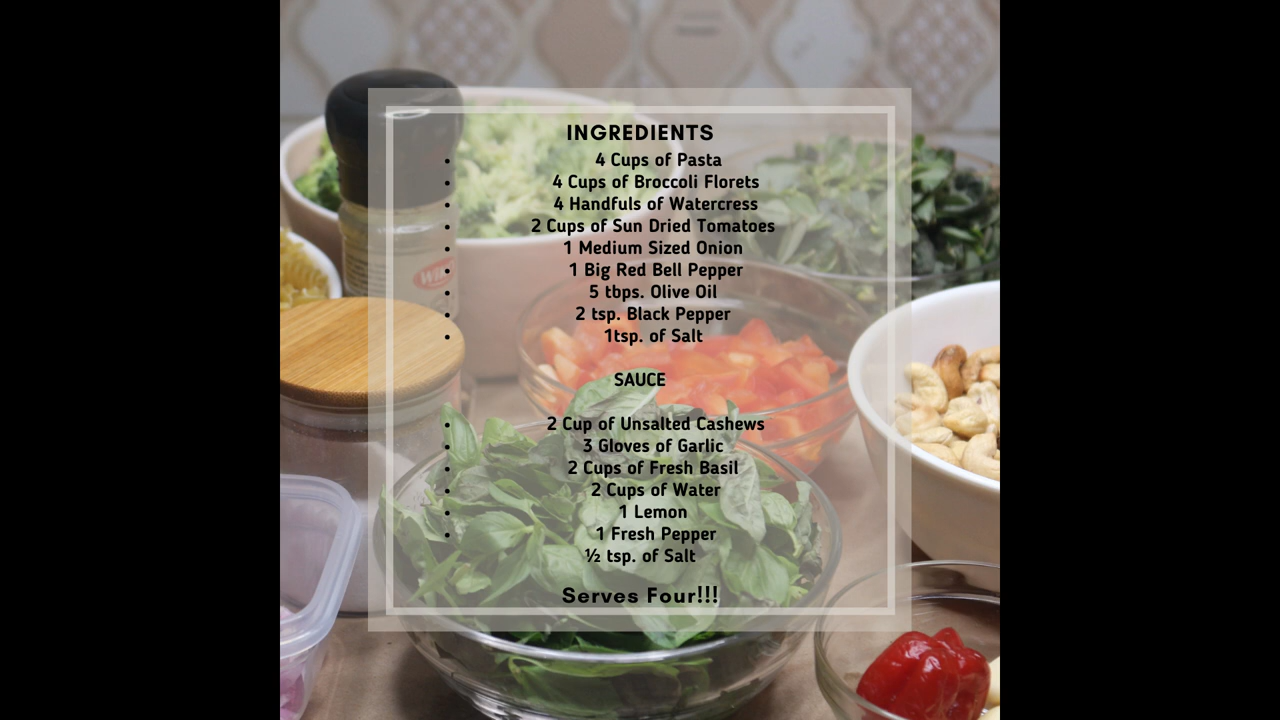 INGREDIENTS
• 4 Cups of Pasta
• 4 Cups of Broccoli Florets
• 4 Handfuls of Watercress
• 2 Cups of Sun Dried Tomatoes
• 1 Medium Sized Onion
• 1 Big Red Bell Pepper
• 5 tbps. Olive Oil
• 2 tsp. Black Pepper
• 1tsp. of Salt
SAUCE
• 2 Cup of Unsalted Cashews
• 3 Gloves of Garlic
• 2 Cups of Fresh Basil
• 2 Cups of Water
• 1 Lemon
• 1 Fresh Pepper
½ tsp. of Salt
Serves Four!!!